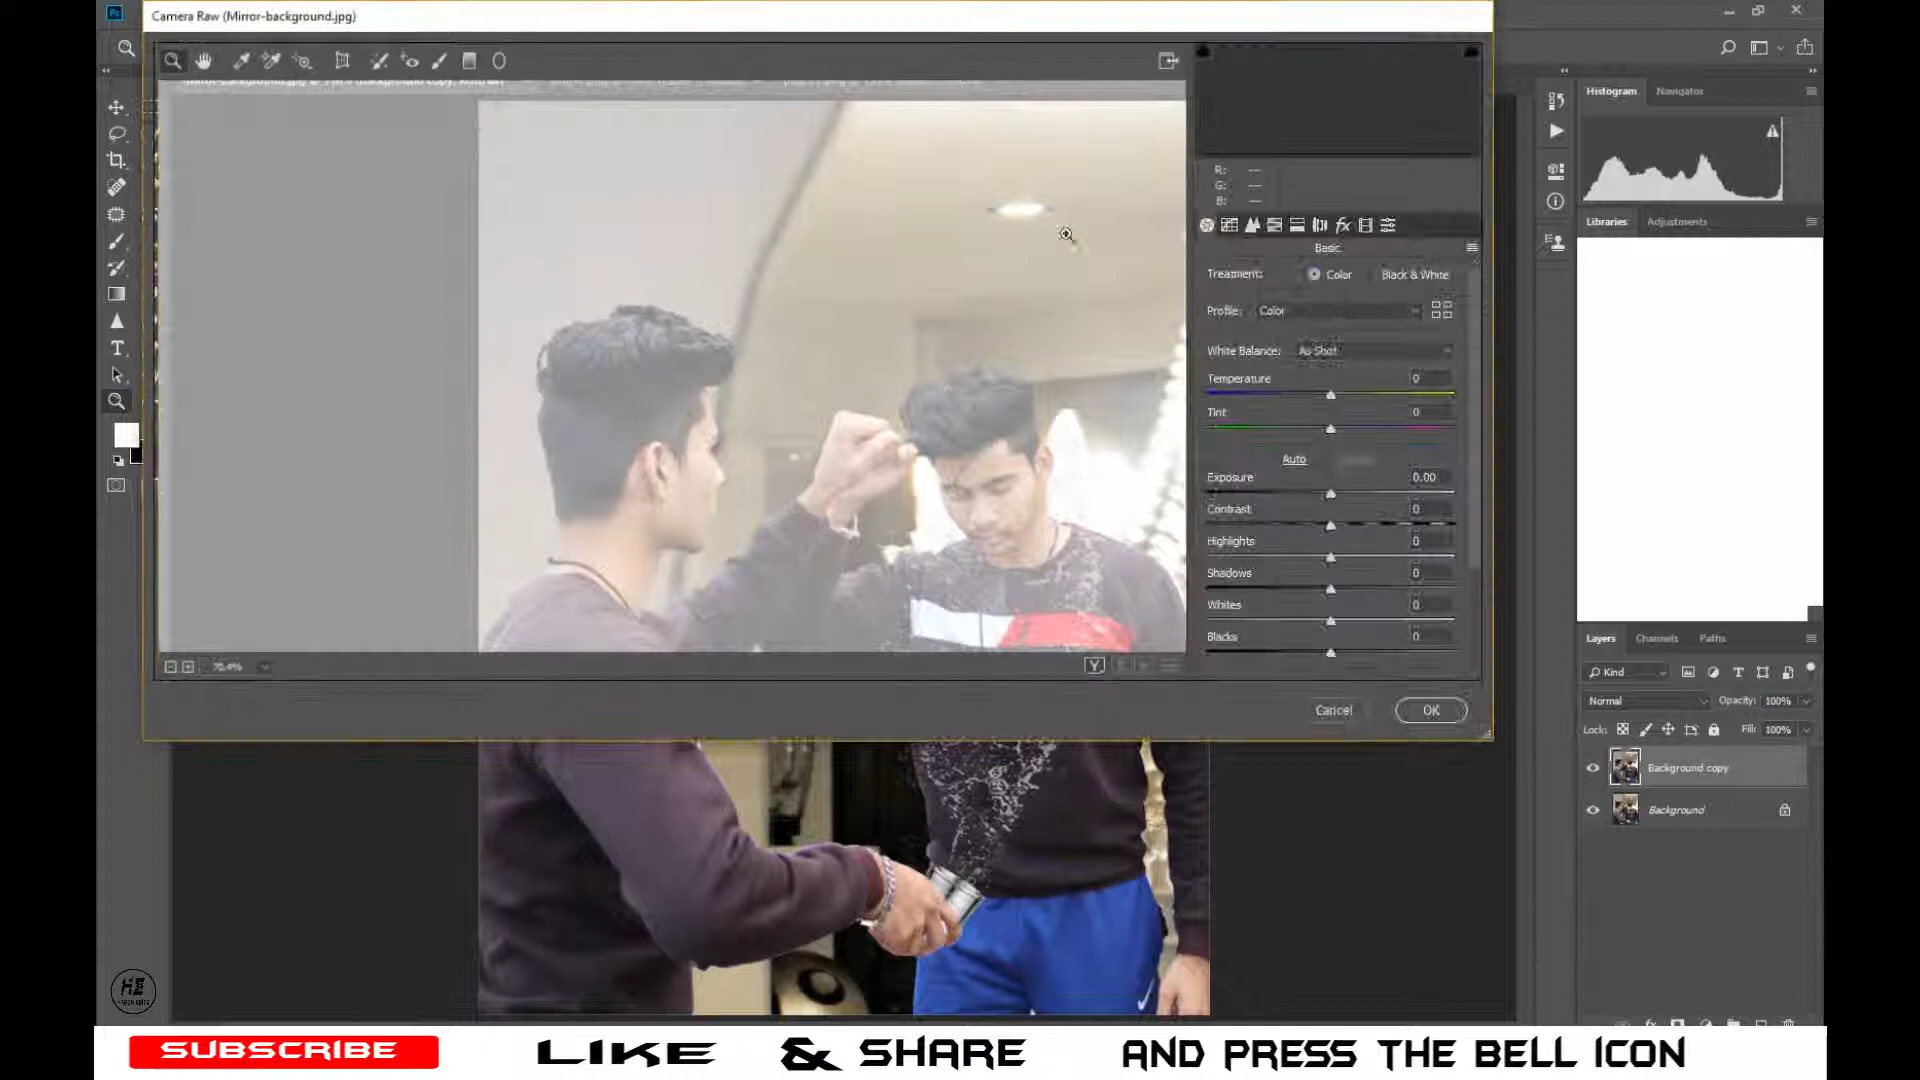 Camera Raw (Mirror-background.jpg)
Histogram
Navigator
R: ---
G: ---
B: ---
Libraries
Adjustments
Basic
Treatment:
Color
Black & White
Profile:
Color
White Balance:
As Shot
Temperature
0
Tint
0
Auto
Exposure
0.00
Contrast
0
Highlights
0
Shadows
0
Whites
0
Blacks
0
Layers
Channels
Paths
Kind
Normal
Opacity: 100%
Lock:
Fill: 100%
Background copy
Background
70.4%
Cancel
OK
HE
SUBSCRIBE
LIKE & SHARE AND PRESS THE BELL ICON